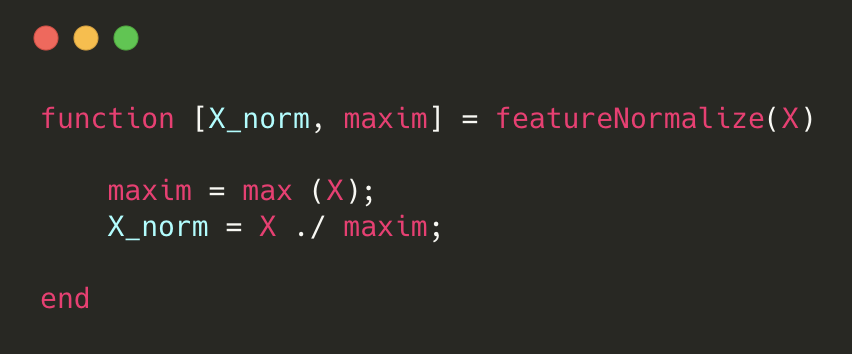 function [X_norm, maxim] = featureNormalize(X)
maxim = max (X);
X_norm = X ./ maxim;
end